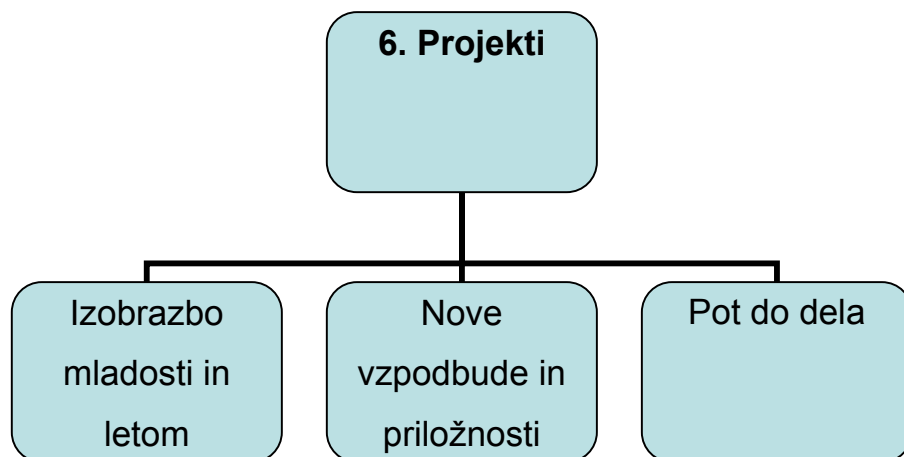 6. Projekti
Izobrazbo
mladosti in
letom
Nove
vzpodbude in
priložnosti
Pot do dela